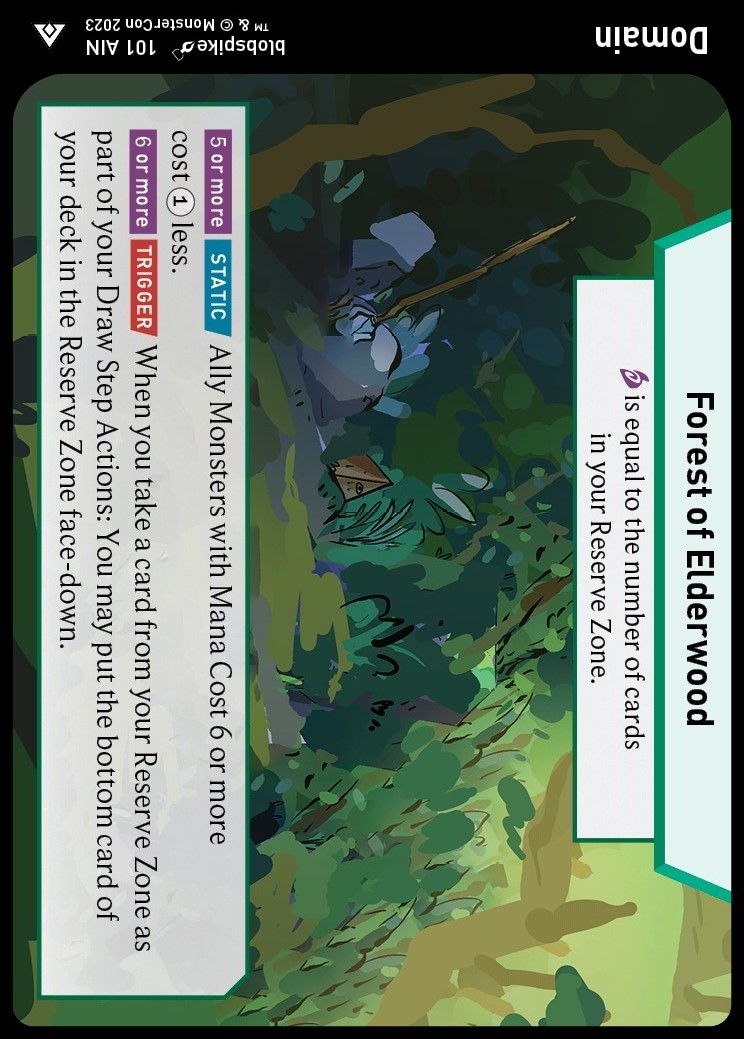 Forest of Elderwood
is equal to the number of cards
in your Reserve Zone.
5 or more STATIC Ally Monsters with Mana Cost 6 or more
cost 1 less.
6 or more TRIGGER When you take a card from your Reserve Zone as
part of your Draw Step Actions: You may put the bottom card of
your deck in the Reserve Zone face-down.
Domain
blobspike 101 AIN
™ & © MonsterCon 2023